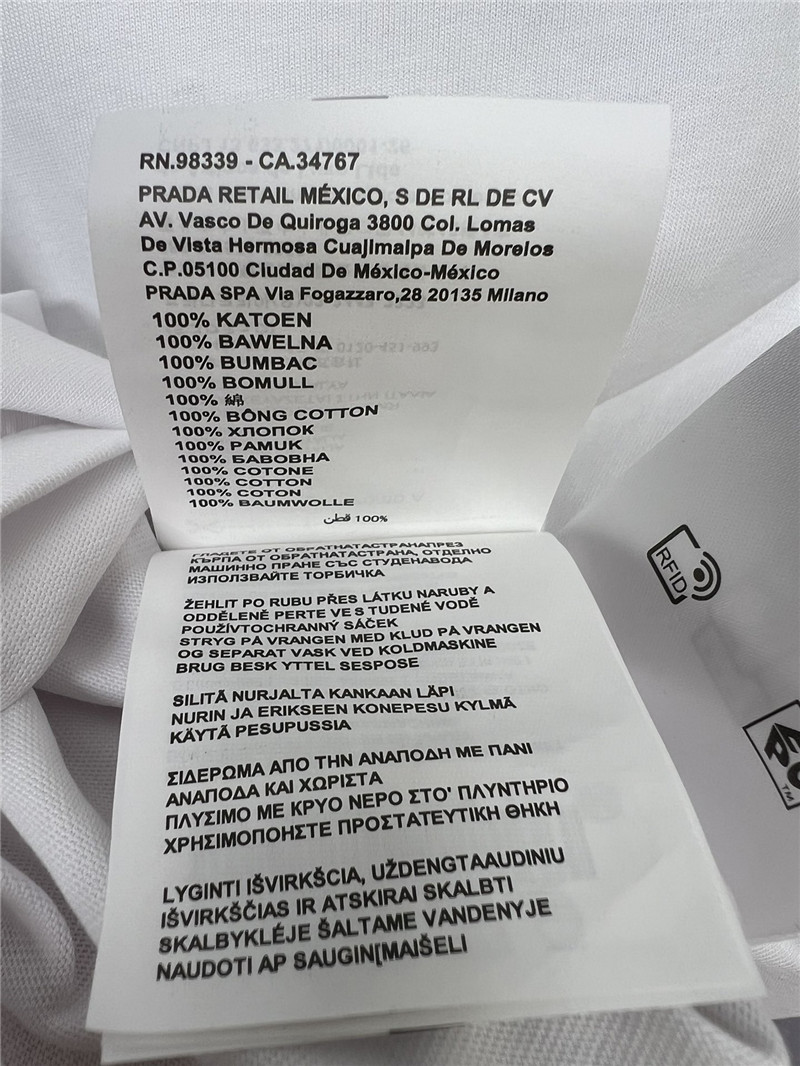 RN.98339 - CA.34767
PRADA RETAIL MÉXICO, S DE RL DE CV
AV. Vasco De Quiroga 3800 Col. Lomas
De Vista Hermosa Cuajimalpa De Morelos
C.P.05100 Ciudad De México-México
PRADA SPA Via Fogazzaro,28 20135 Milano
100% KATOEN
100% BAWELNA
100% BUMBAC
100% BOMULL
100% 綿
100% BÔNG COTTON
100% ХЛОПОК
100% PAMUK
100% БАВОВНА
100% COTONE
100% COTTON
100% COTON
100% BAUMWOLLE
100% قطن
ГЛАДЕТЕ ОТ ОБРАТНАТАСТРАНАПРЕЗ
КЪРПА ОТ ОБРАТНАТАСТРАНА, ОТДЕЛНО
МАШИННО ПРАНЕ СЪС СТУДЕНАВОДА
ИЗПОЛЗВАЙТЕ ТОРБИЧКА
ŽEHLIT PO RUBU PŘES LÁTKU NARUBY A
ODDĚLENĚ PERTE VE S TUDENÉ VODĚ
POUŽÍVTOCHRANNÝ SÁČEK
STRYG PÅ VRANGEN MED KLUD PÅ VRANGEN
OG SEPARAT VASK VED KOLDMASKINE
BRUG BESK YTTEL SESPOSE
SILITÄ NURJALTA KANKAAN LÄPI
NURIN JA ERIKSEEN KONEPESU KYLMÄ
KÄYTÄ PESUPUSSIA
ΣΙΔΕΡΩΜΑ ΑΠΟ ΤΗΝ ΑΝΑΠΟΔΗ ΜΕ ΠΑΝΙ
ΑΝΑΠΟΔΑ ΚΑΙ ΧΩΡΙΣΤΑ
ΠΛΥΣΙΜΟ ΜΕ ΚΡΥΟ ΝΕΡΟ ΣΤΟ' ΠΛΥΝΤΗΡΙΟ
ΧΡΗΣΙΜΟΠΟΗΣΤΕ ΠΡΟΣΤΑΤΕΥΤΙΚΗ ΘΗΚΗ
LYGINTI IŠVIRKŠCIA, UŽDENGTAAUDINIU
IŠVIRKŠČIAS IR ATSKIRAI SKALBTI
SKALBYKLĖJE ŠALTAME VANDENYJE
NAUDOTI AP SAUGIN[MAIŠELI
RFID
TM